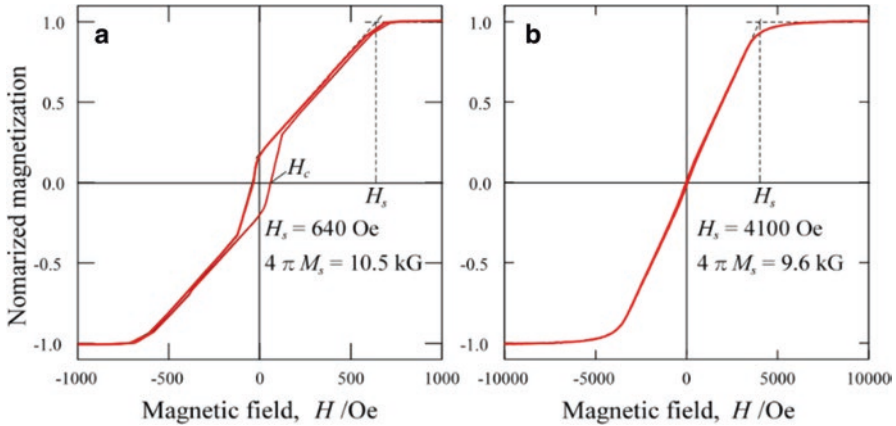 a
b
Nomarized magnetization
1.0
0.5
0.0
-0.5
-1.0
H_c
H_s
H_s = 640 Oe
4 π M_s = 10.5 kG
-1000
-500
0
500
1000
Magnetic field, H /Oe
1.0
0.5
0.0
-0.5
-1.0
H_s
H_s = 4100 Oe
4 π M_s = 9.6 kG
-10000
-5000
0
5000
10000
Magnetic field, H /Oe